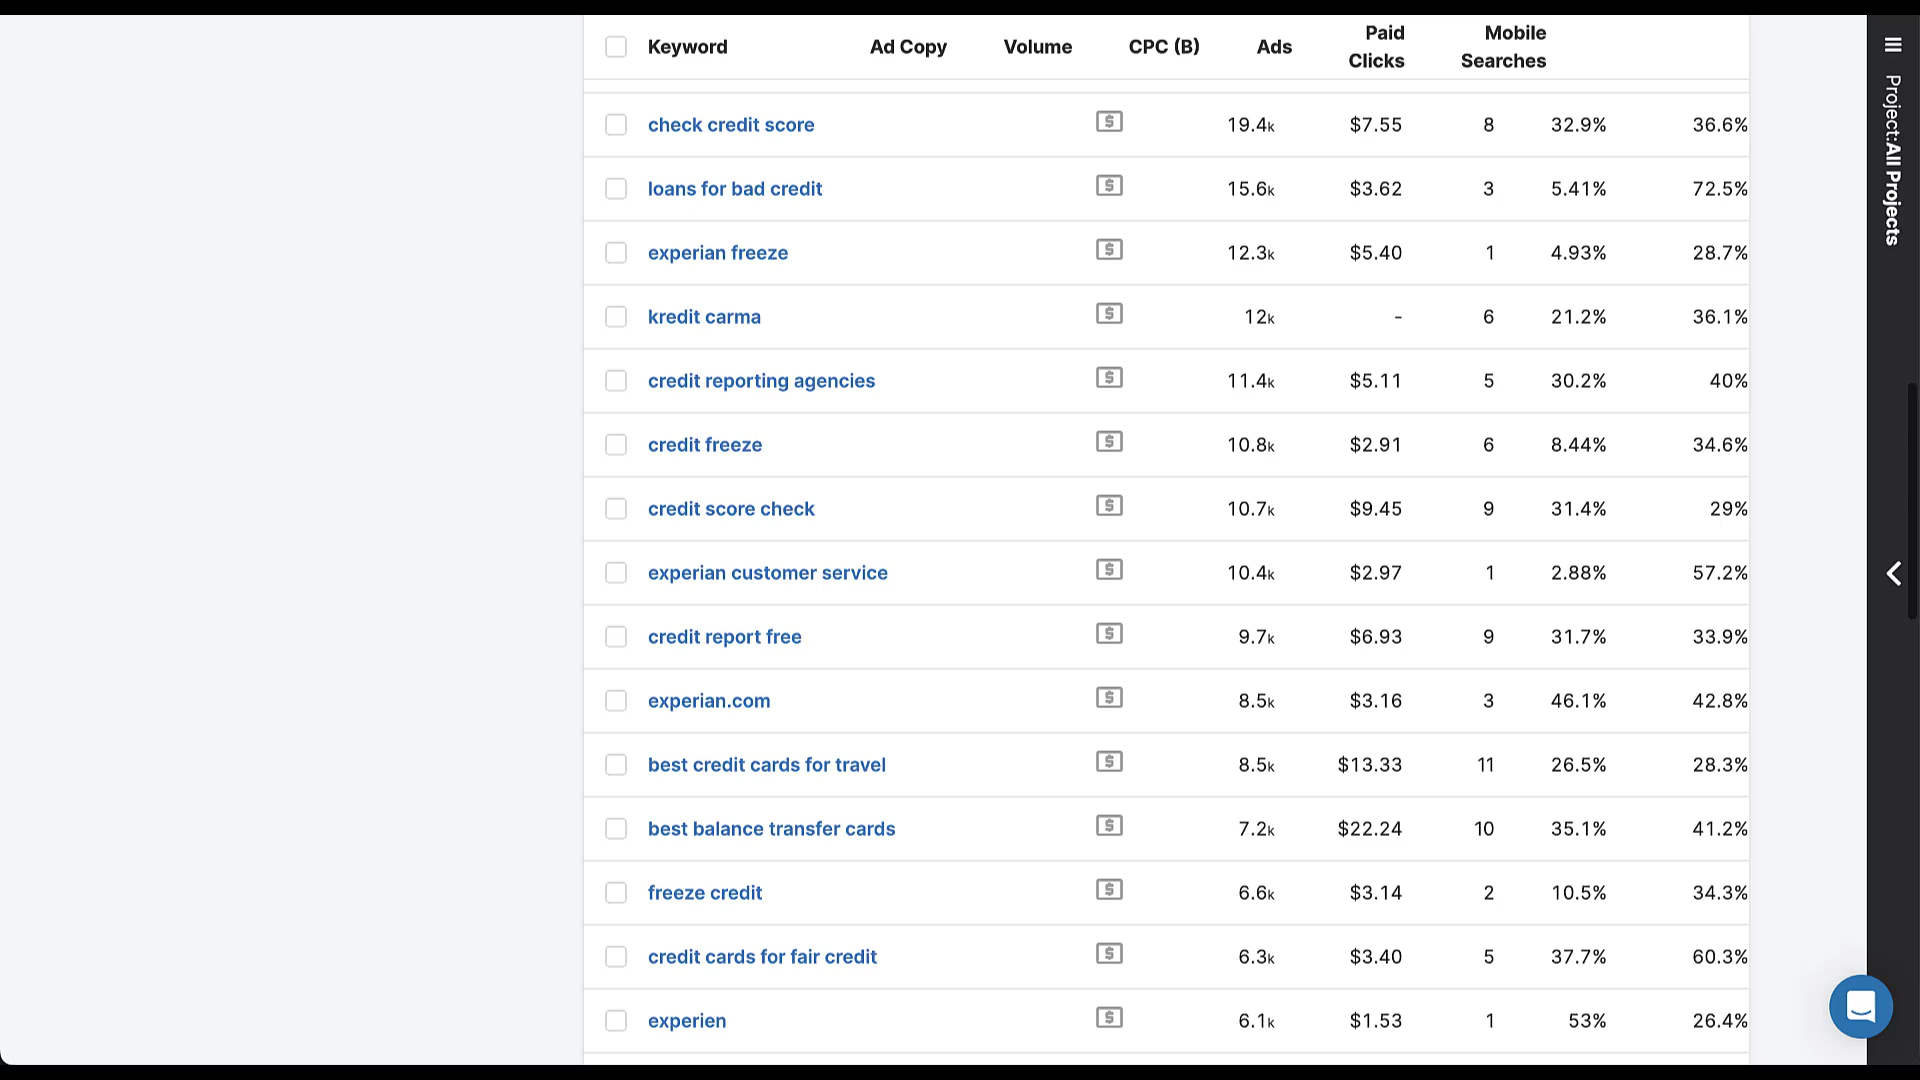 Keyword Ad Copy Volume CPC (B) Ads Paid Clicks Mobile Searches
check credit score 19.4k $7.55 8 32.9% 36.6%
loans for bad credit 15.6k $3.62 3 5.41% 72.5%
experian freeze 12.3k $5.40 1 4.93% 28.7%
kredit carma 12k - 6 21.2% 36.1%
credit reporting agencies 11.4k $5.11 5 30.2% 40%
credit freeze 10.8k $2.91 6 8.44% 34.6%
credit score check 10.7k $9.45 9 31.4% 29%
experian customer service 10.4k $2.97 1 2.88% 57.2%
credit report free 9.7k $6.93 9 31.7% 33.9%
experian.com 8.5k $3.16 3 46.1% 42.8%
best credit cards for travel 8.5k $13.33 11 26.5% 28.3%
best balance transfer cards 7.2k $22.24 10 35.1% 41.2%
freeze credit 6.6k $3.14 2 10.5% 34.3%
credit cards for fair credit 6.3k $3.40 5 37.7% 60.3%
experien 6.1k $1.53 1 53% 26.4%
Project:All Projects